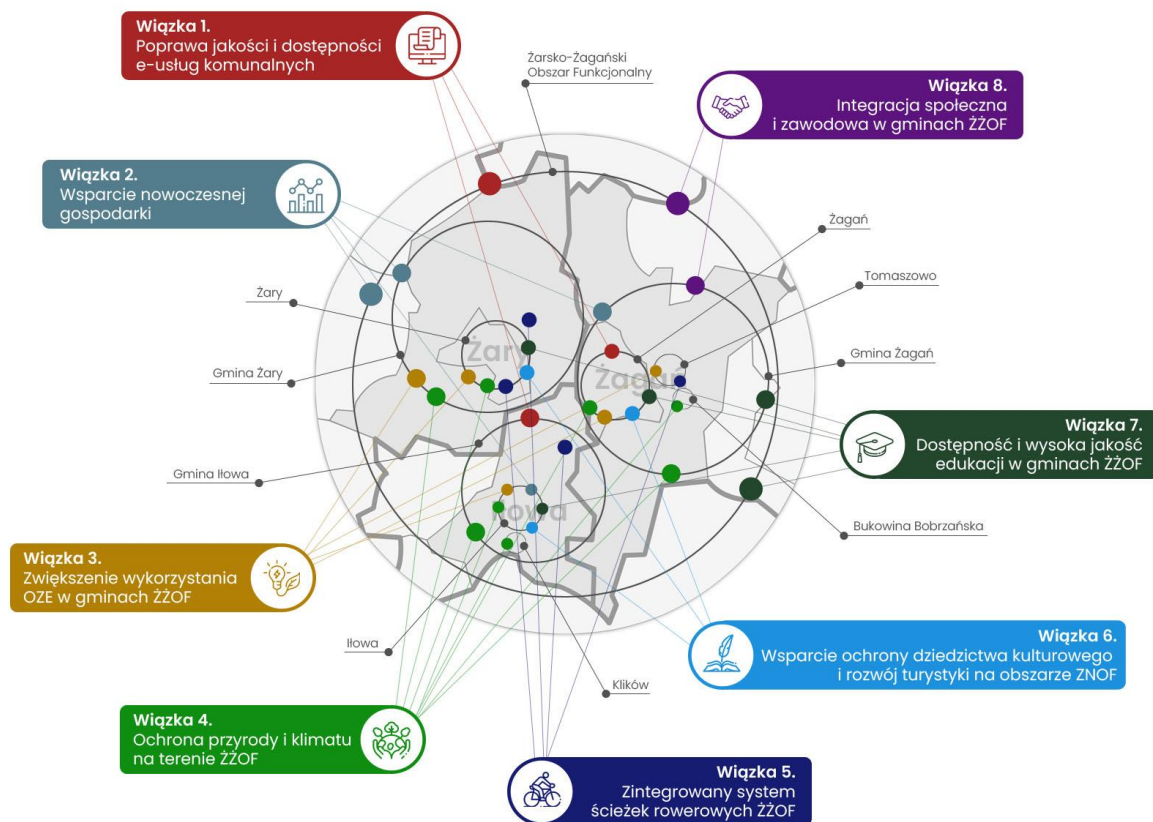 Wiązka 1.
Poprawa jakości i dostępności
e-usług komunalnych
Żarsko-Żagański
Obszar Funkcjonalny
Wiązka 8.
Integracja społeczna
i zawodowa w gminach ŻŻOF
Wiązka 2.
Wsparcie nowoczesnej
gospodarki
Żagań
Tomaszowo
Żary
Gmina Żary
Żary
Żagań
Gmina Żagań
Wiązka 7.
Dostępność i wysoka jakość
edukacji w gminach ŻŻOF
Gmina Iłowa
Iłowa
Bukowina Bobrzańska
Wiązka 3.
Zwiększenie wykorzystania
OZE w gminach ŻŻOF
Iłowa
Klików
Wiązka 6.
Wsparcie ochrony dziedzictwa kulturowego
i rozwój turystyki na obszarze ZNOF
Wiązka 4.
Ochrona przyrody i klimatu
na terenie ŻŻOF
Wiązka 5.
Zintegrowany system
ścieżek rowerowych ŻŻOF